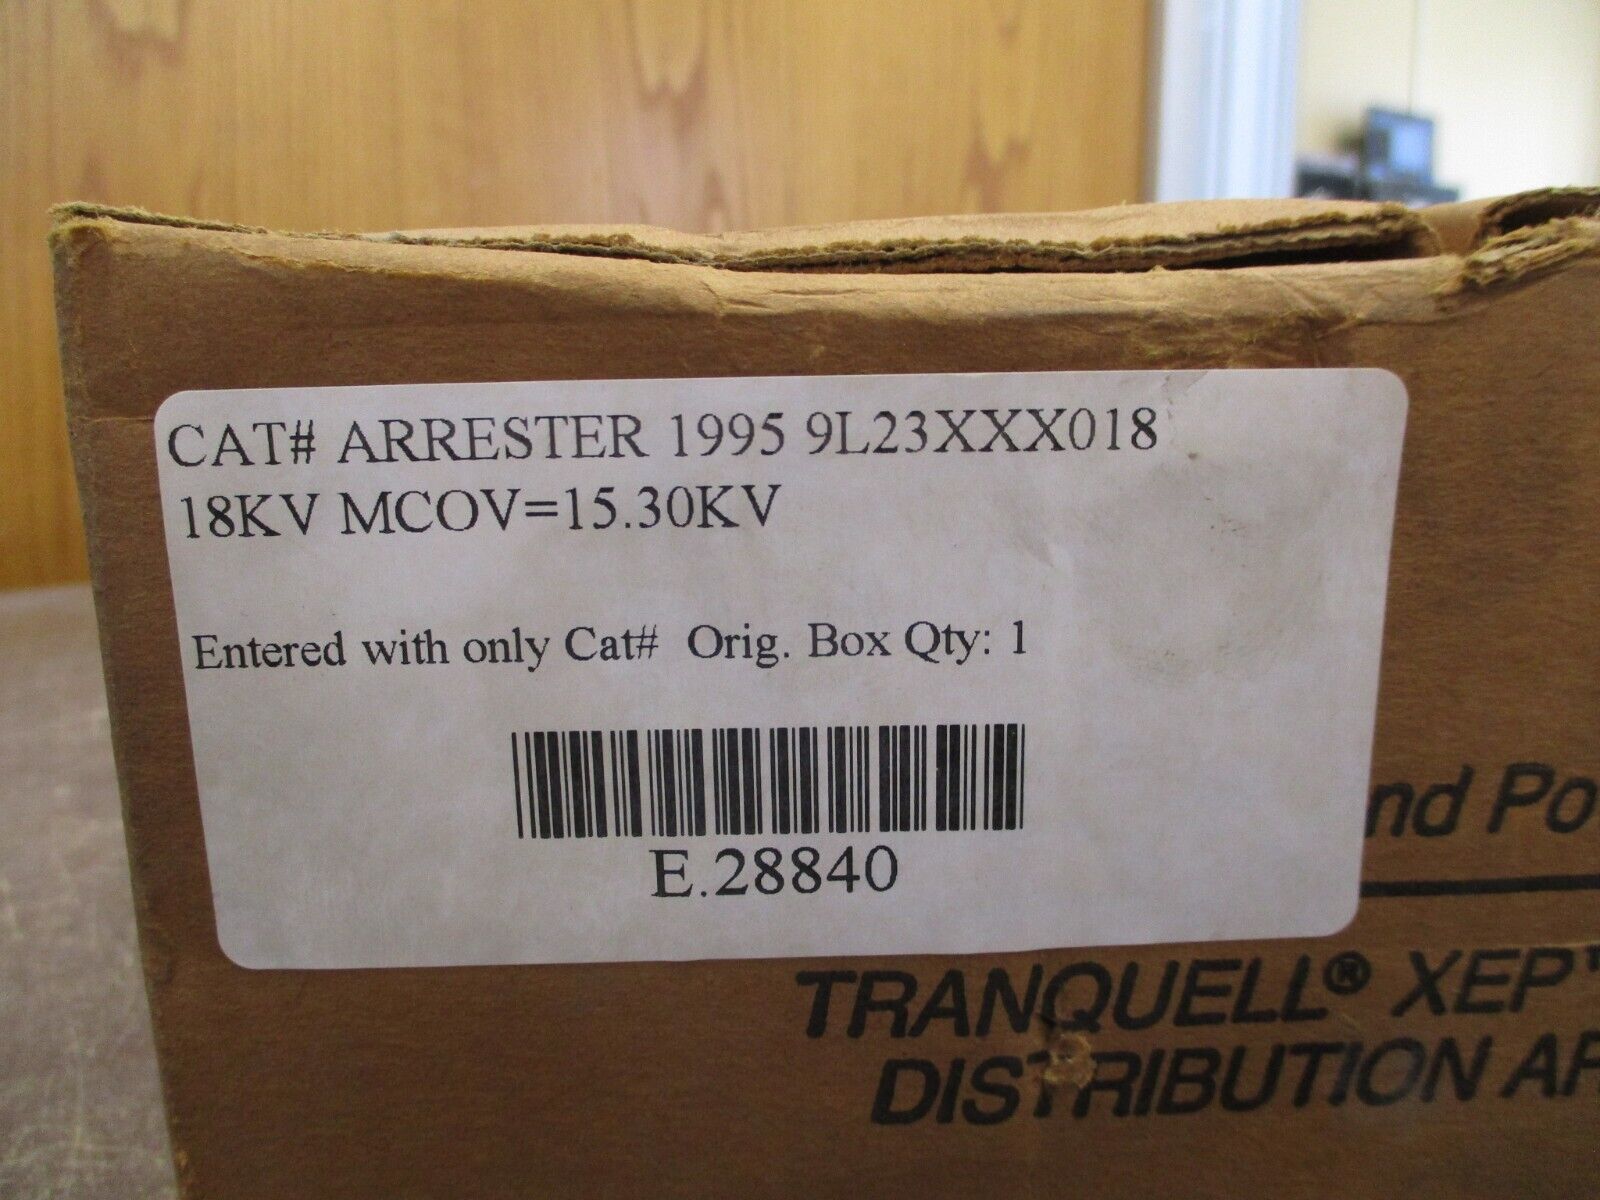 CAT# ARRESTER 1995 9L23XXX018
18KV MCOV=15.30KV
Entered with only Cat# Orig. Box Qty: 1
E.28840
nd Po
TRANQUELL® XEP
DISTRIBUTION AR